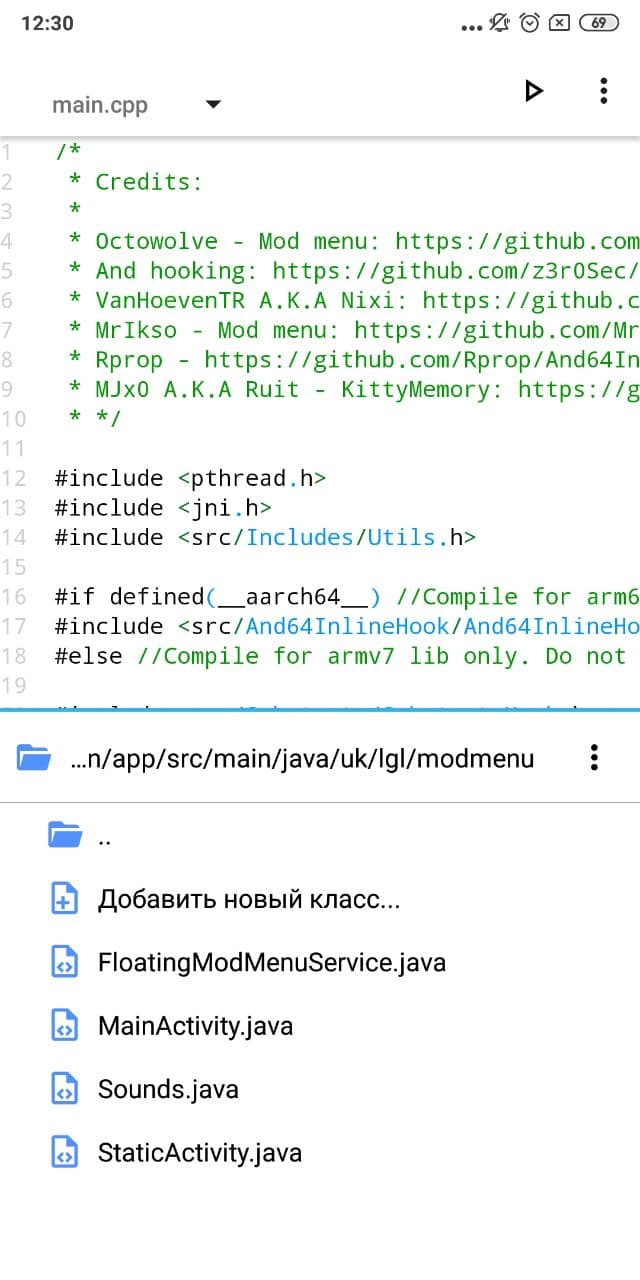 12:30
... 69
main.cpp
1 /*
2 * Credits:
3 *
4 * Octowolve - Mod menu: https://github.com
5 * And hooking: https://github.com/z3r0Sec/
6 * VanHoevenTR A.K.A Nixi: https://github.c
7 * MrIkso - Mod menu: https://github.com/Mr
8 * Rprop - https://github.com/Rprop/And64In
9 * MJx0 A.K.A Ruit - KittyMemory: https://g
10 * */
11
12 #include <pthread.h>
13 #include <jni.h>
14 #include <src/Includes/Utils.h>
15
16 #if defined(__aarch64__) //Compile for arm6
17 #include <src/And64InlineHook/And64InlineHo
18 #else //Compile for armv7 lib only. Do not
19
...n/app/src/main/java/uk/lgl/modmenu
..
Добавить новый класс...
FloatingModMenuService.java
MainActivity.java
Sounds.java
StaticActivity.java